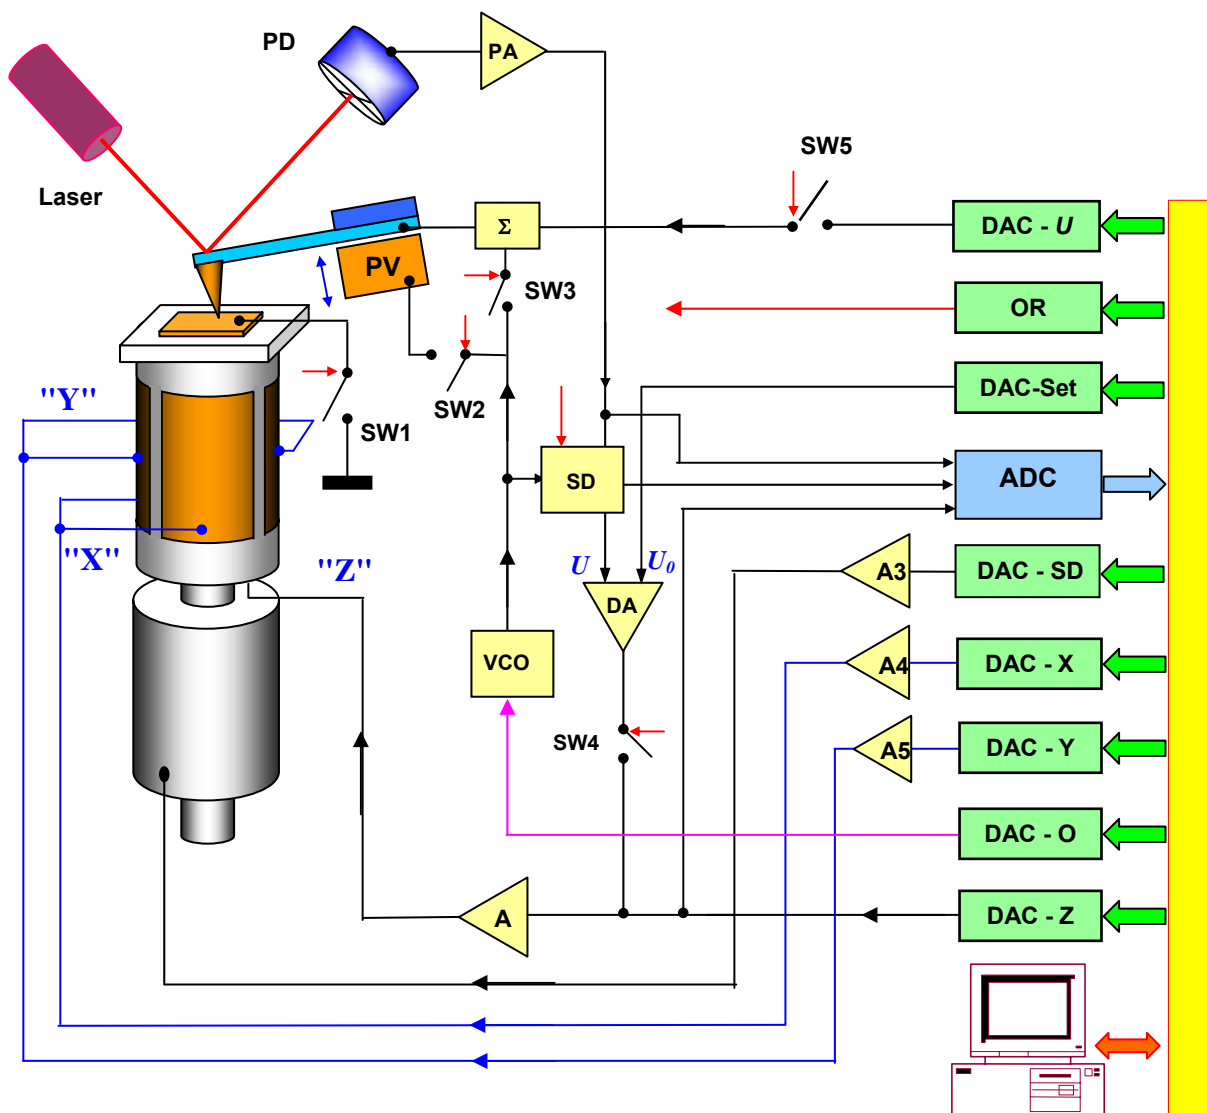 PD
PA
Laser
SW5
Σ
DAC - U
PV
SW3
OR
"Y"
SW2
DAC-Set
SW1
SD
ADC
"X"
"Z"
U
U0
A3
DAC - SD
DA
VCO
A4
DAC - X
SW4
A5
DAC - Y
DAC - O
A
DAC - Z